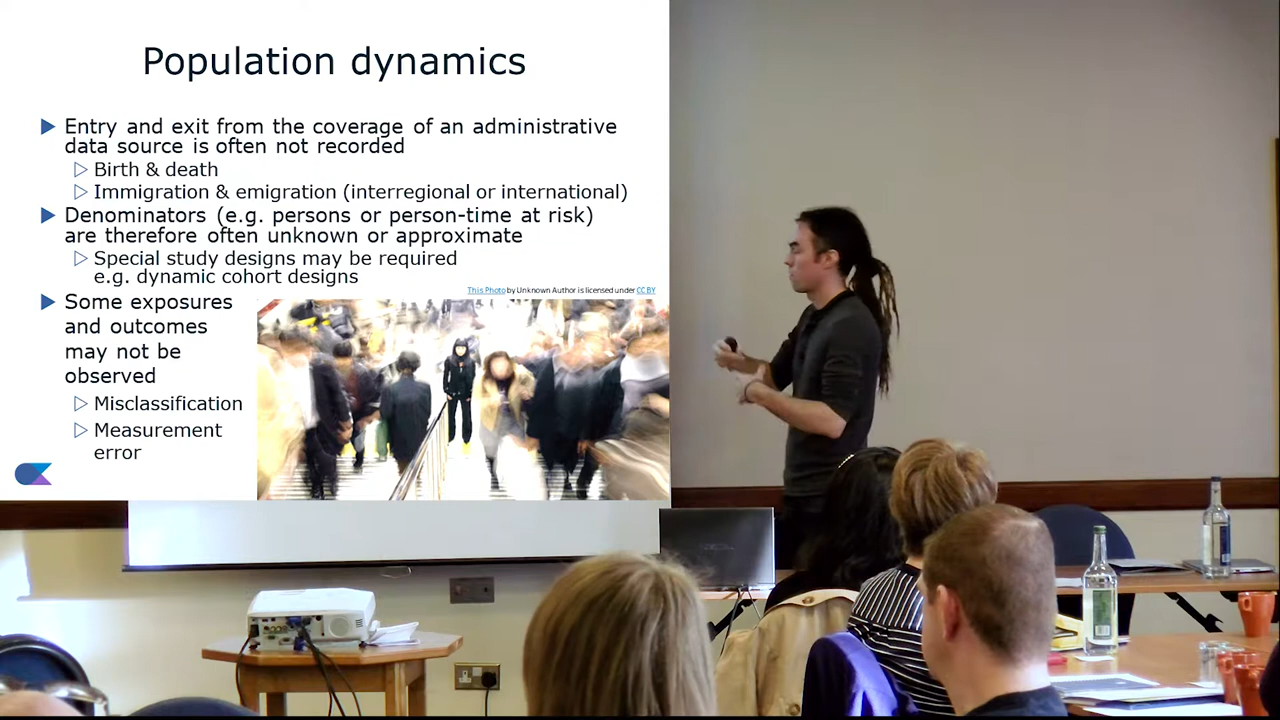 Population dynamics
Entry and exit from the coverage of an administrative
data source is often not recorded
Birth & death
Immigration & emigration (interregional or international)
Denominators (e.g. persons or person-time at risk)
are therefore often unknown or approximate
Special study designs may be required
e.g. dynamic cohort designs
This Photo by Unknown Author is licensed under CC BY
Some exposures
and outcomes
may not be
observed
Misclassification
Measurement
error